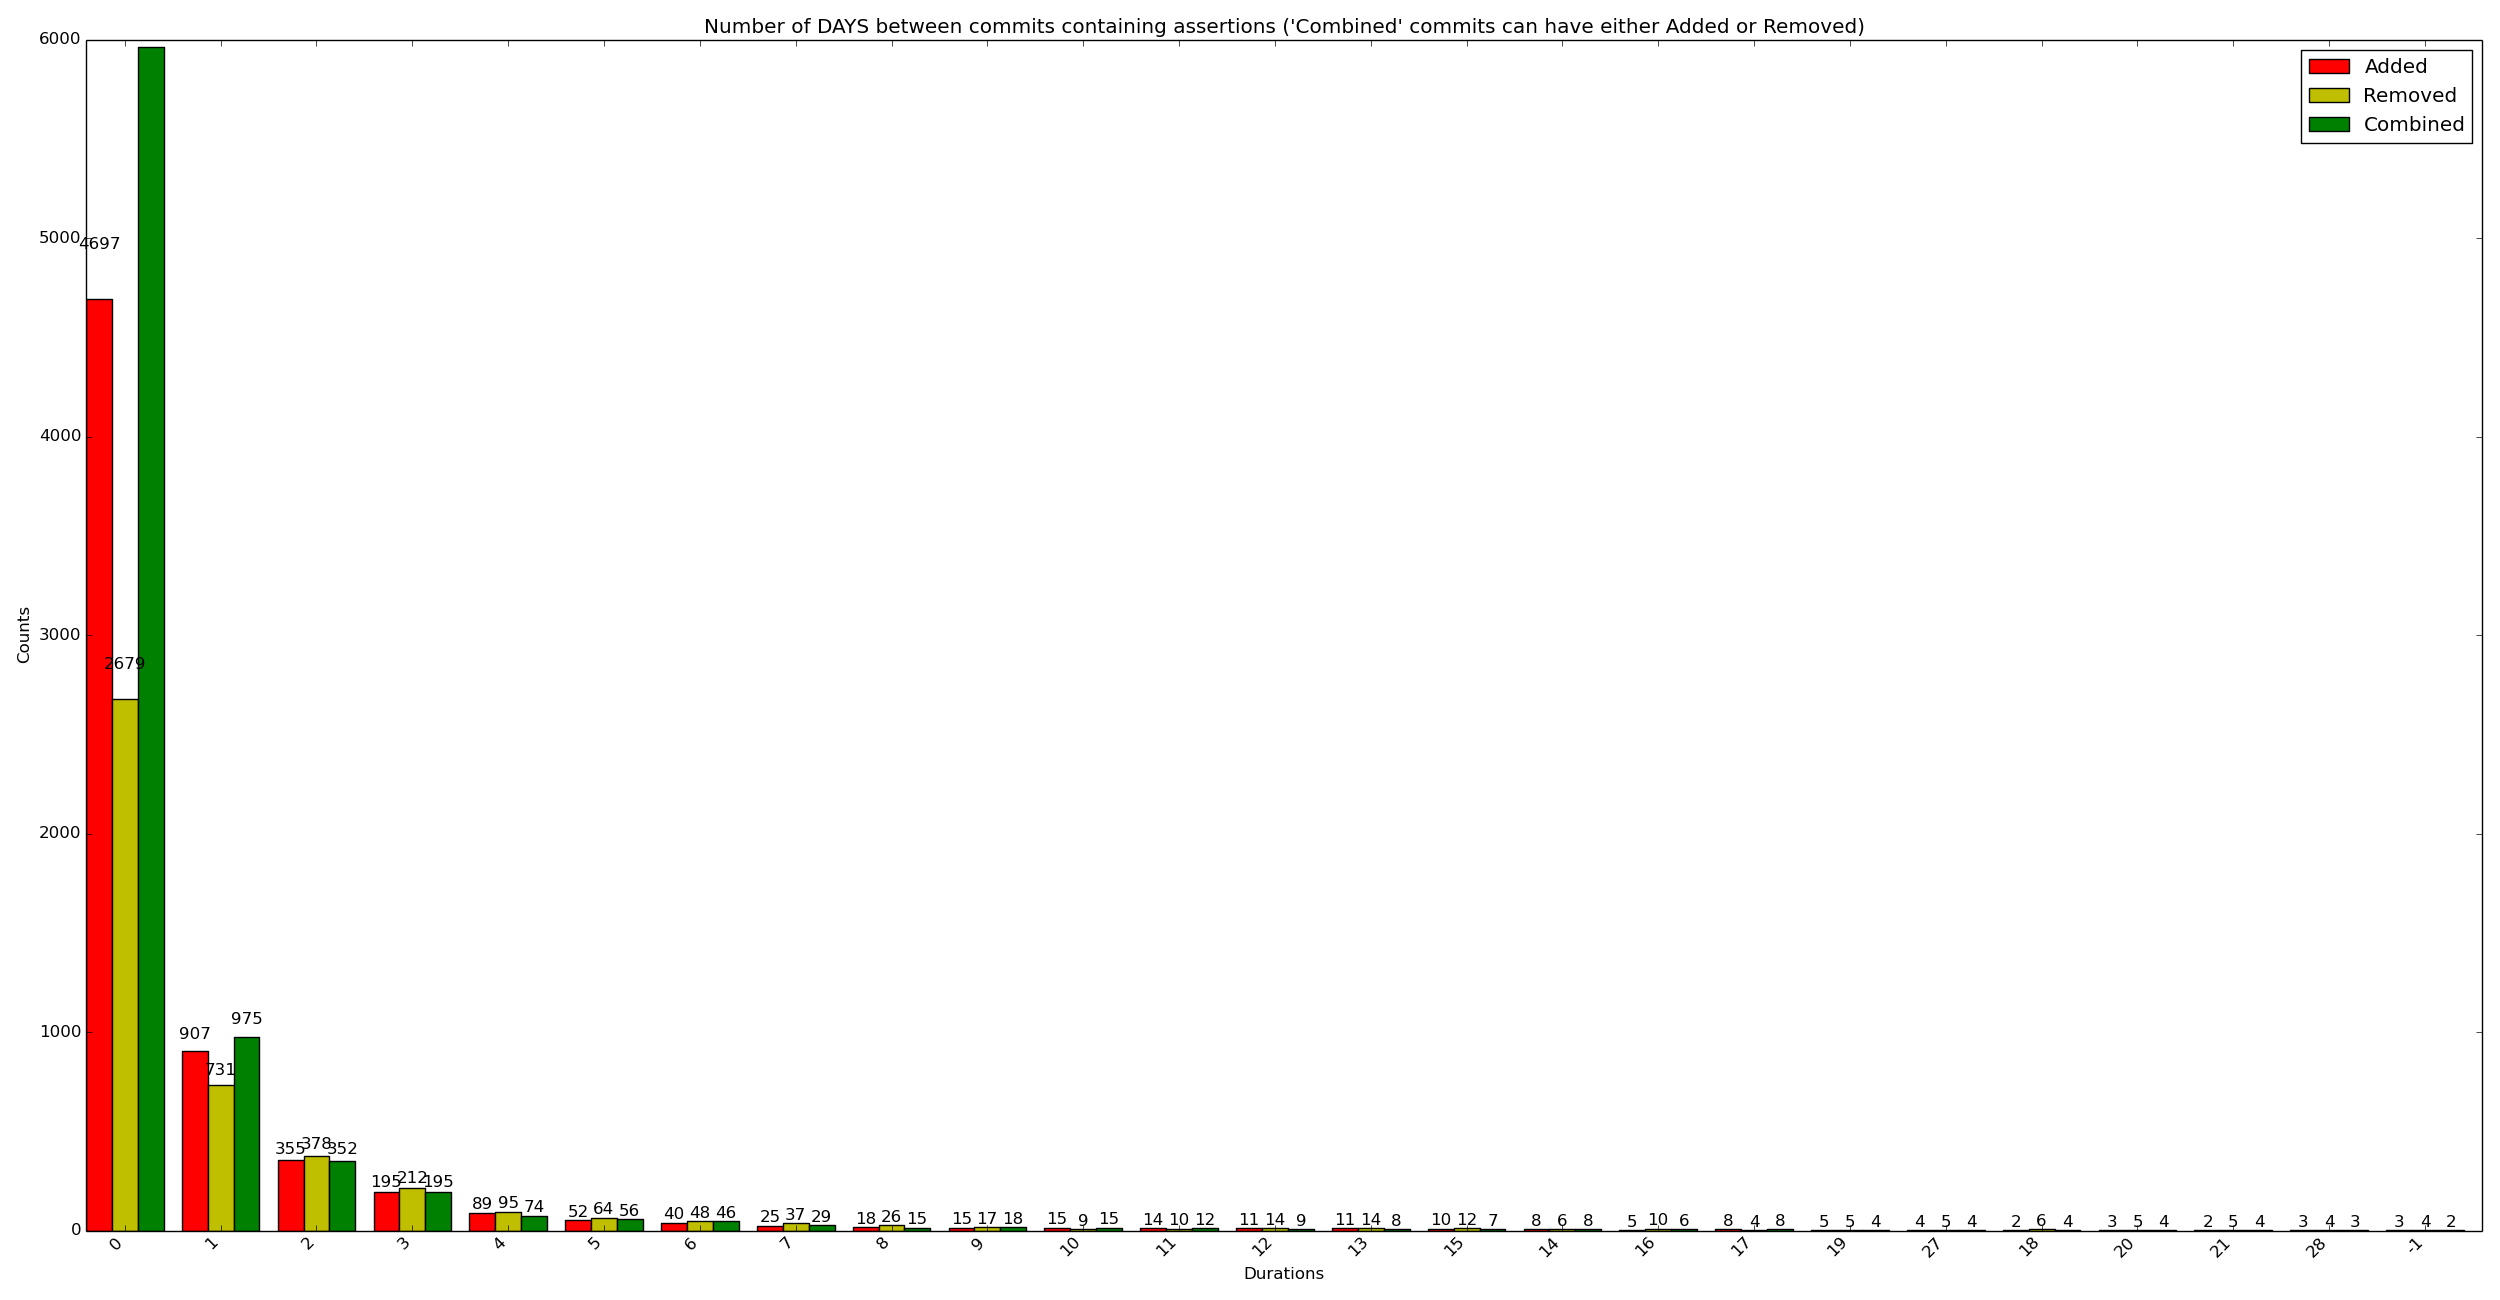 Number of DAYS between commits containing assertions ('Combined' commits can have either Added or Removed)
Added
Removed
Combined
6000
5000
4000
3000
2000
1000
0
Counts
4697 2679
907 731 975
355 378 352
195 212 195
89 95 74
52 64 56
40 48 46
25 37 29
18 26 15
15 17 18
15 9 15
14 10 12
11 14 9
11 14 8
10 12 7
8 6 8
5 10 6
8 4 8
5 5 4
4 5 4
2 6 4
3 5 4
2 5 4
3 4 3
3 4 2
0 1 2 3 4 5 6 7 8 9 10 11 12 13 15 14 16 17 19 27 18 20 21 28 -1
Durations